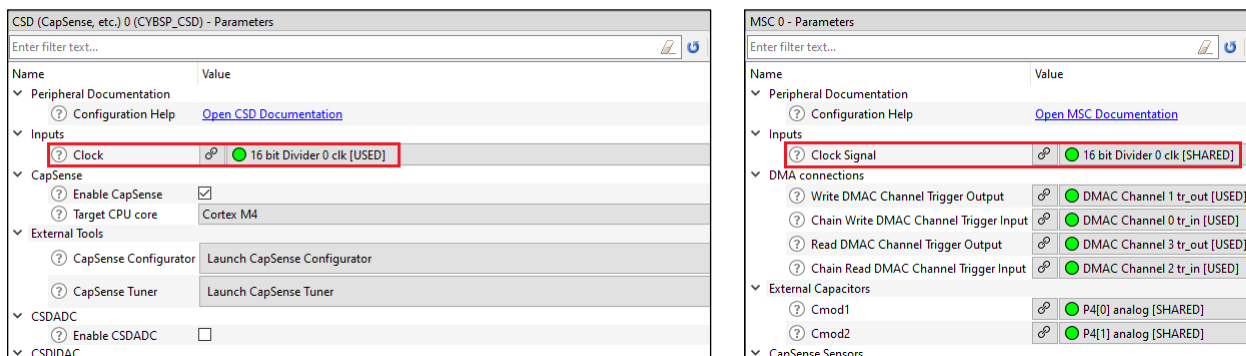 CSD (CapSense, etc.) 0 (CYBSP_CSD) - Parameters
Enter filter text...
Name Value
Peripheral Documentation
Configuration Help Open CSD Documentation
Inputs
Clock 16 bit Divider 0 clk [USED]
CapSense
Enable CapSense
Target CPU core Cortex M4
External Tools
CapSense Configurator Launch CapSense Configurator
CapSense Tuner Launch CapSense Tuner
CSDADC
Enable CSDADC
CSDIDAC
MSC 0 - Parameters
Enter filter text...
Name Value
Peripheral Documentation
Configuration Help Open MSC Documentation
Inputs
Clock Signal 16 bit Divider 0 clk [SHARED]
DMA connections
Write DMAC Channel Trigger Output DMAC Channel 1 tr_out [USED]
Chain Write DMAC Channel Trigger Input DMAC Channel 0 tr_in [USED]
Read DMAC Channel Trigger Output DMAC Channel 3 tr_out [USED]
Chain Read DMAC Channel Trigger Input DMAC Channel 2 tr_in [USED]
External Capacitors
Cmod1 P4[0] analog [SHARED]
Cmod2 P4[1] analog [SHARED]
CapSense Sensors